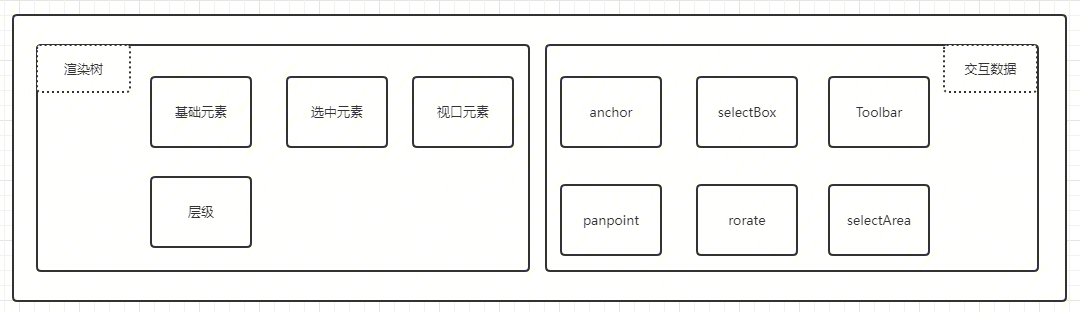 渲染树
基础元素
选中元素
视口元素
层级
交互数据
anchor
selectBox
Toolbar
panpoint
rorate
selectArea